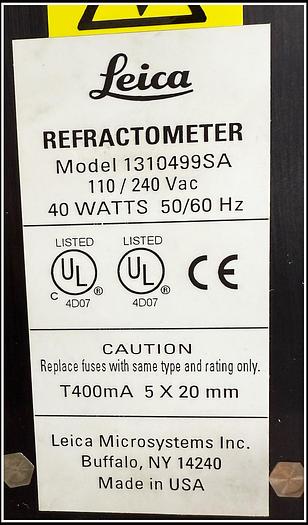 Leica
REFRACTOMETER
Model 1310499SA
110 / 240 Vac
40 WATTS 50/60 Hz
LISTED LISTED
UL UL CE
C ® ®
4D07 4D07
CAUTION
Replace fuses with same type and rating only.
T400mA 5 X 20 mm
Leica Microsystems Inc.
Buffalo, NY 14240
Made in USA